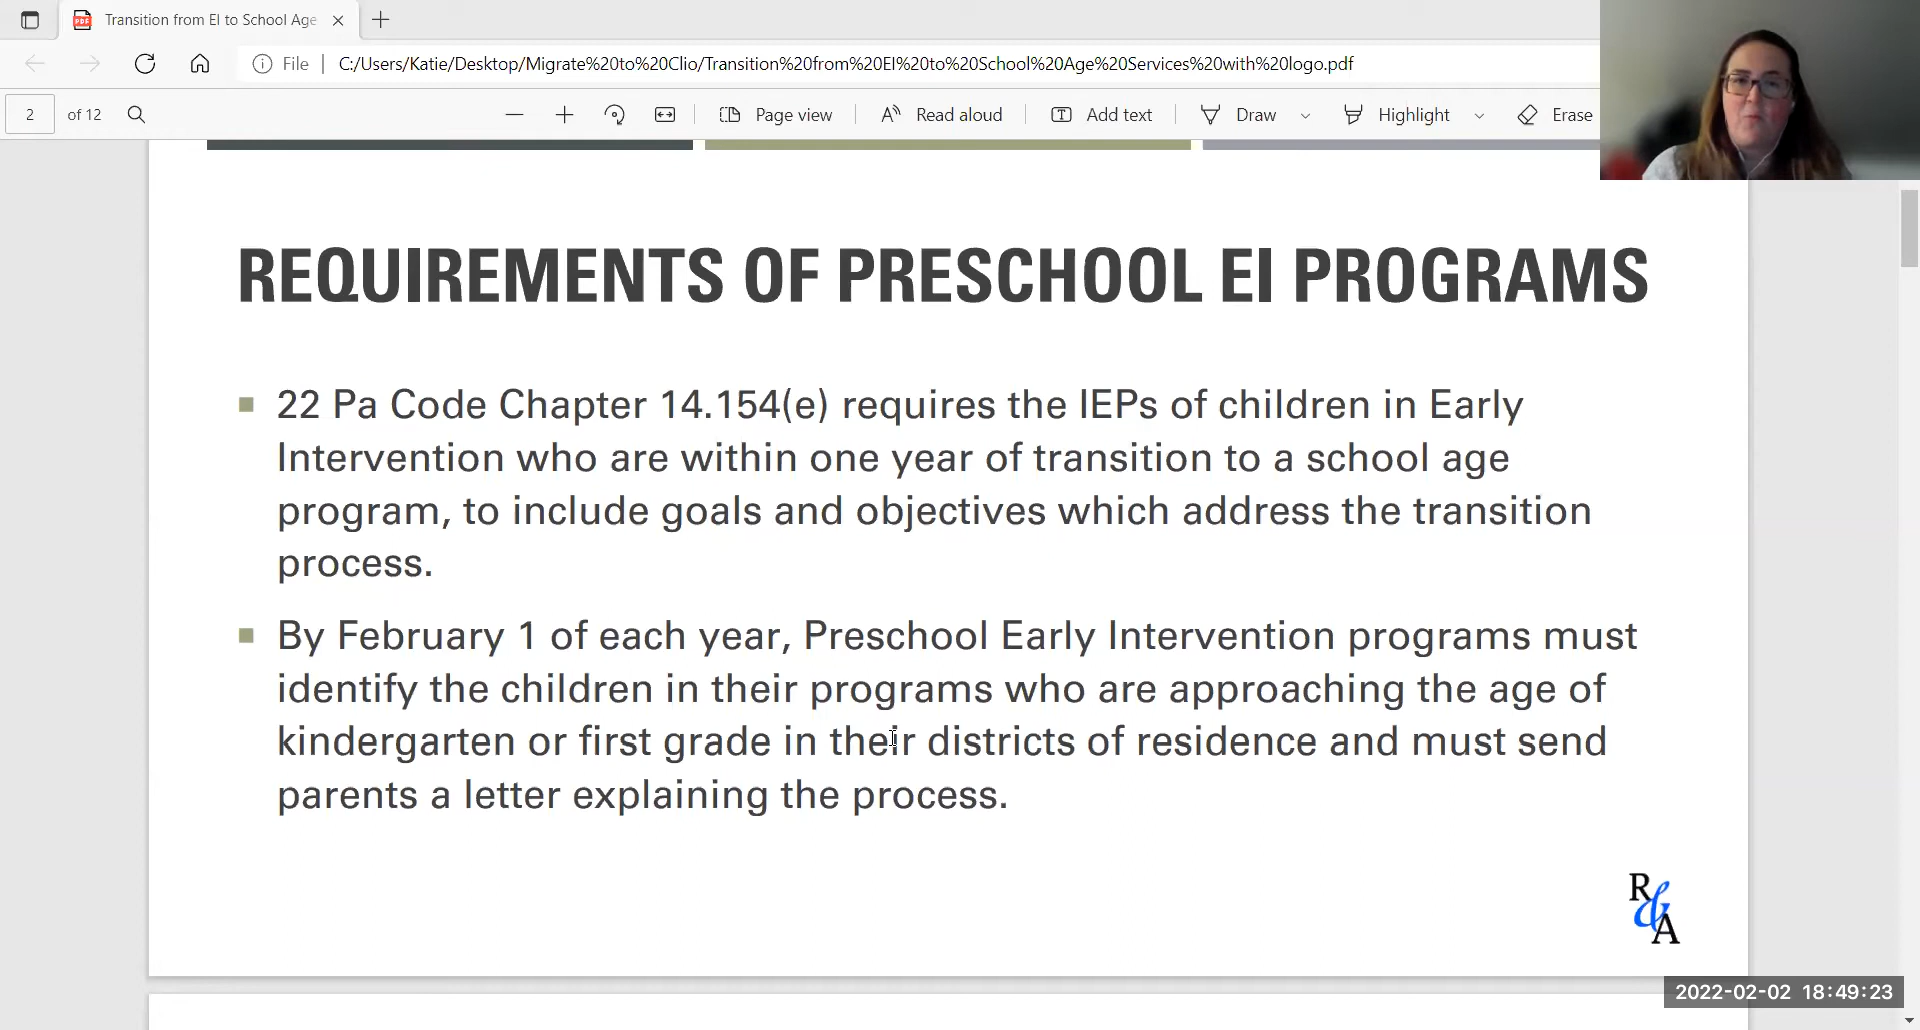 Transition from EI to School Age
File
C:/Users/Katie/Desktop/Migrate%20to%20Clio/Transition%20from%20EI%20to%20School%20Age%20Services%20with%20logo.pdf
2 of 12
Page view
Read aloud
Add text
Draw
Highlight
Erase
REQUIREMENTS OF PRESCHOOL EI PROGRAMS
22 Pa Code Chapter 14.154(e) requires the IEPs of children in Early
Intervention who are within one year of transition to a school age
program, to include goals and objectives which address the transition
process.
By February 1 of each year, Preschool Early Intervention programs must
identify the children in their programs who are approaching the age of
kindergarten or first grade in their districts of residence and must send
parents a letter explaining the process.
R&A
2022-02-02 18:49:23